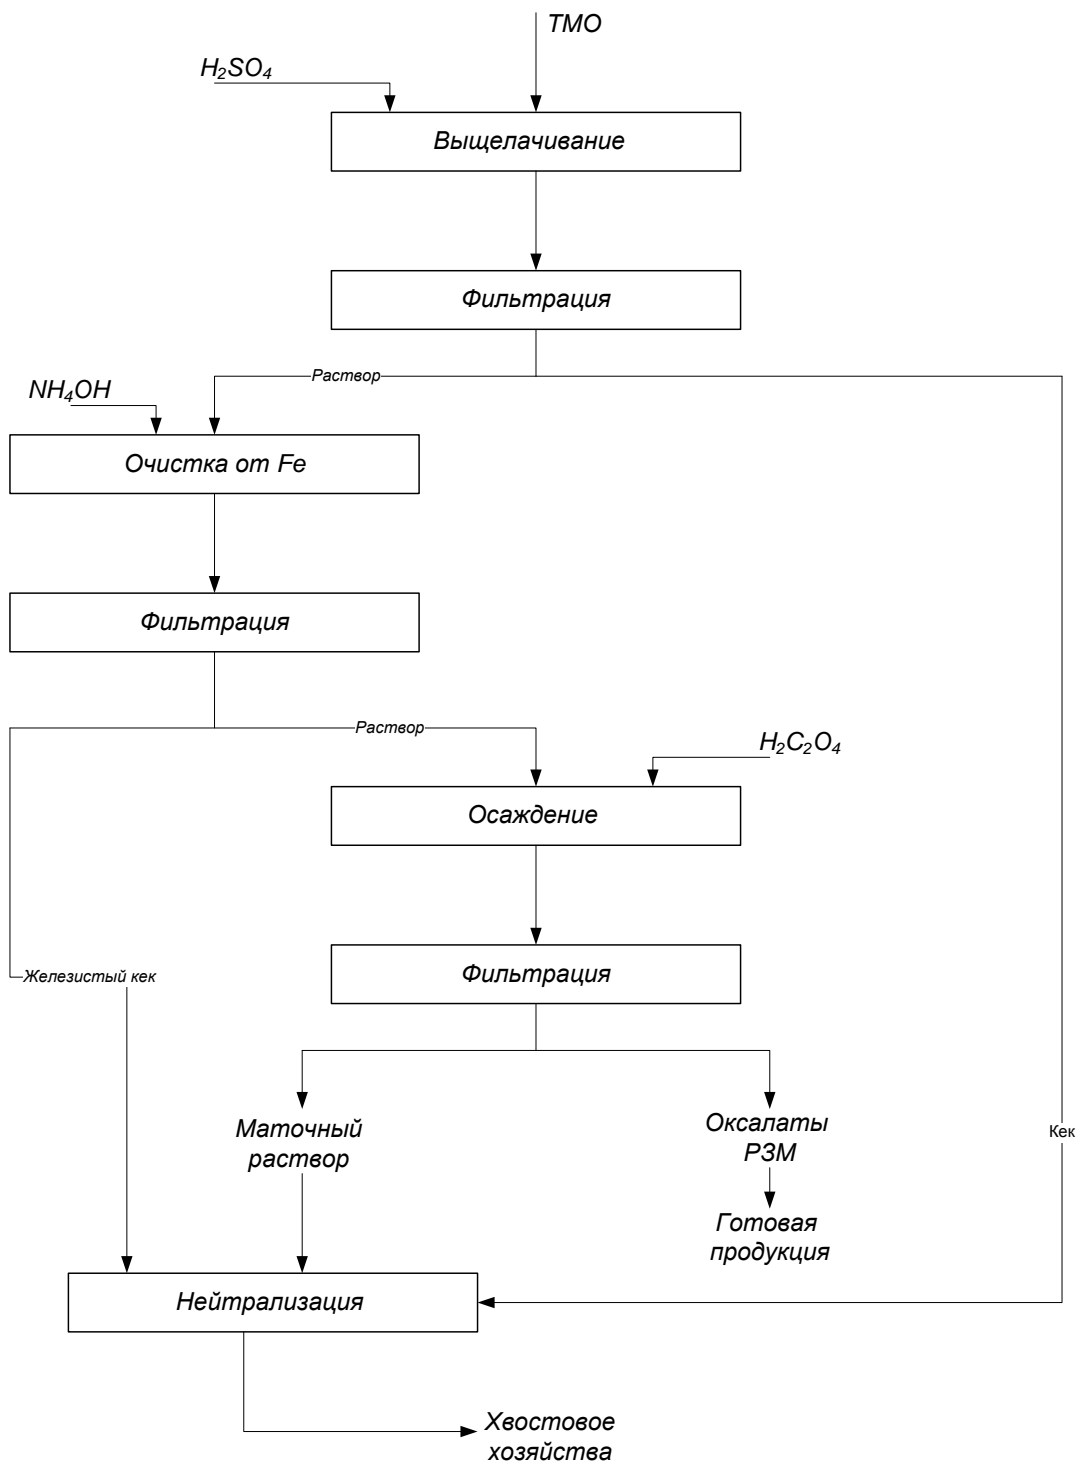 ТМО
H₂SO₄
Выщелачивание
Фильтрация
Раствор
NH₄OH
Очистка от Fe
Фильтрация
Раствор
H₂C₂O₄
Осаждение
Фильтрация
Железистый кек
Маточный
раствор
Оксалаты
РЗМ
Кек
Готовая
продукция
Нейтрализация
Хвостовое
хозяйства